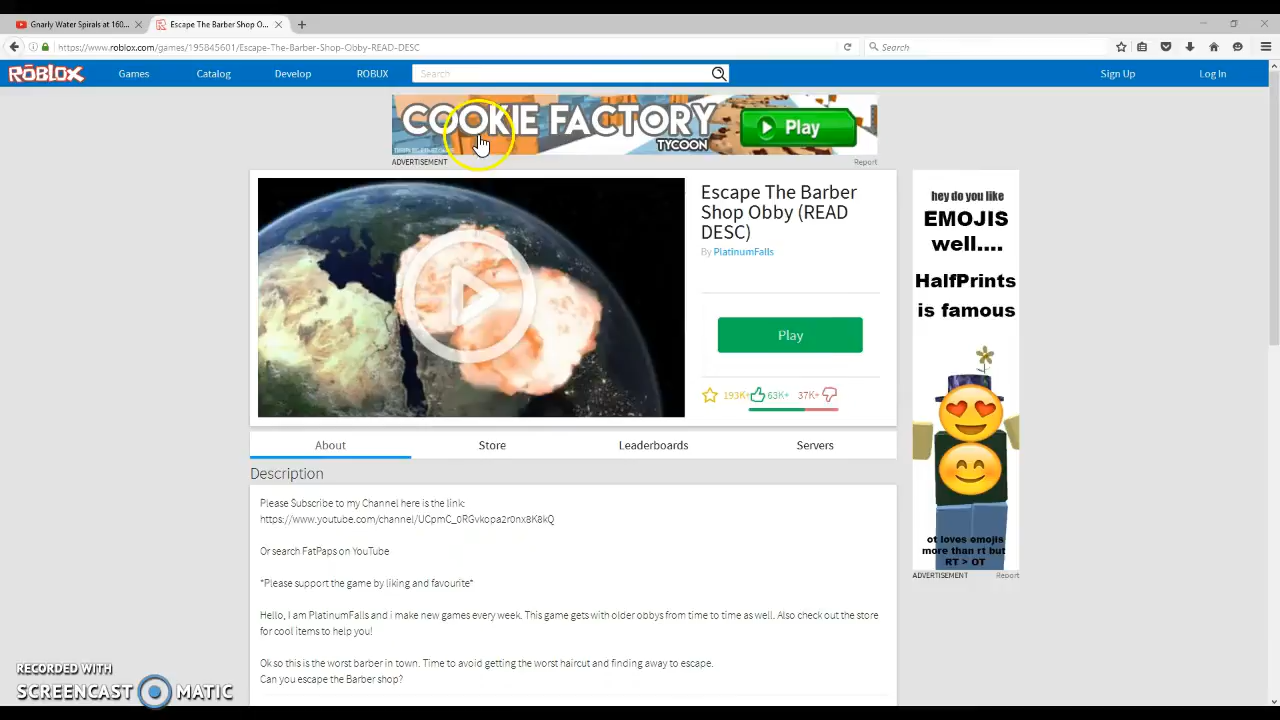 Gnarly Water Spirals at 160...
Escape The Barber Shop O...
https://www.roblox.com/games/195845601/Escape-The-Barber-Shop-Obby-READ-DESC
Search
ROBLOX
Games
Catalog
Develop
ROBUX
Search
Sign Up
Log In
COOKIE FACTORY
TYCOON
Play
ADVERTISEMENT
Report
Escape The Barber
Shop Obby (READ
DESC)
By PlatinumFalls
Play
193K+
63K+
37K+
hey do you like
EMOJIS
well....
HalfPrints
is famous
ot loves emojis
more than rt but
RT > OT
ADVERTISEMENT
Report
About
Store
Leaderboards
Servers
Description
Please Subscribe to my Channel here is the link:
https://www.youtube.com/channel/UCpmC_0RGvkopa2r0nx8K8kQ
Or search FatPaps on YouTube
*Please support the game by liking and favourite*
Hello, I am PlatinumFalls and i make new games every week. This game gets with older obbys from time to time as well. Also check out the store
for cool items to help you!
Ok so this is the worst barber in town. Time to avoid getting the worst haircut and finding away to escape.
Can you escape the Barber shop?
RECORDED WITH
SCREENCAST MATIC